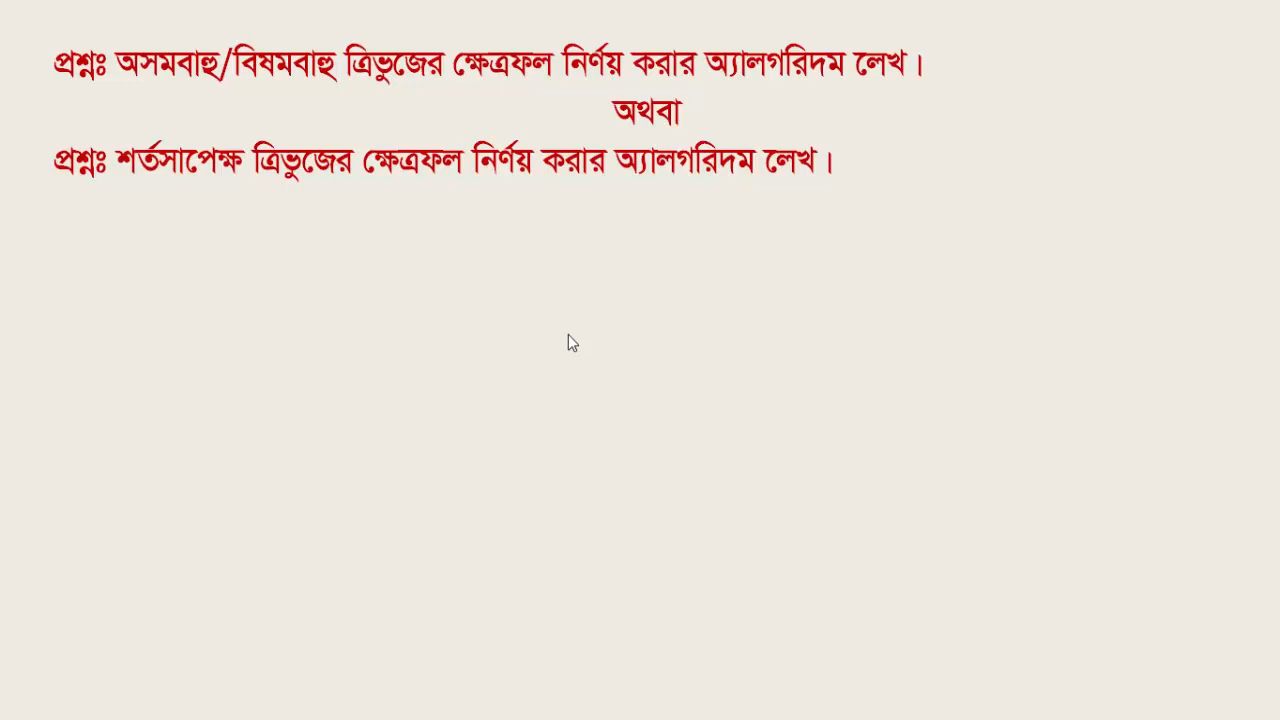 প্রশ্নঃ অসমবাহু/বিষমবাহু ত্রিভুজের ক্ষেত্রফল নির্ণয় করার অ্যালগরিদম লেখ।
অথবা
প্রশ্নঃ শর্তসাপেক্ষ ত্রিভুজের ক্ষেত্রফল নির্ণয় করার অ্যালগরিদম লেখ।